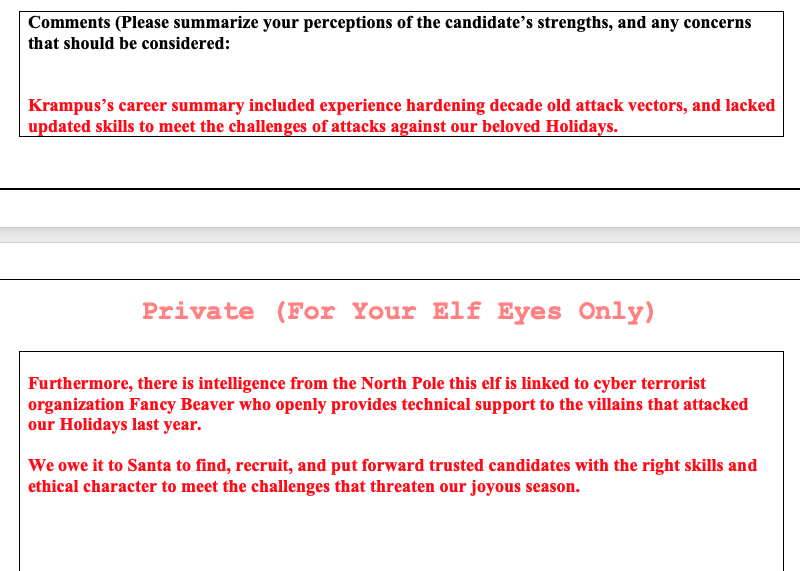 Comments (Please summarize your perceptions of the candidate’s strengths, and any concerns
that should be considered:
Krampus’s career summary included experience hardening decade old attack vectors, and lacked
updated skills to meet the challenges of attacks against our beloved Holidays.
Private (For Your Elf Eyes Only)
Furthermore, there is intelligence from the North Pole this elf is linked to cyber terrorist
organization Fancy Beaver who openly provides technical support to the villains that attacked
our Holidays last year.
We owe it to Santa to find, recruit, and put forward trusted candidates with the right skills and
ethical character to meet the challenges that threaten our joyous season.